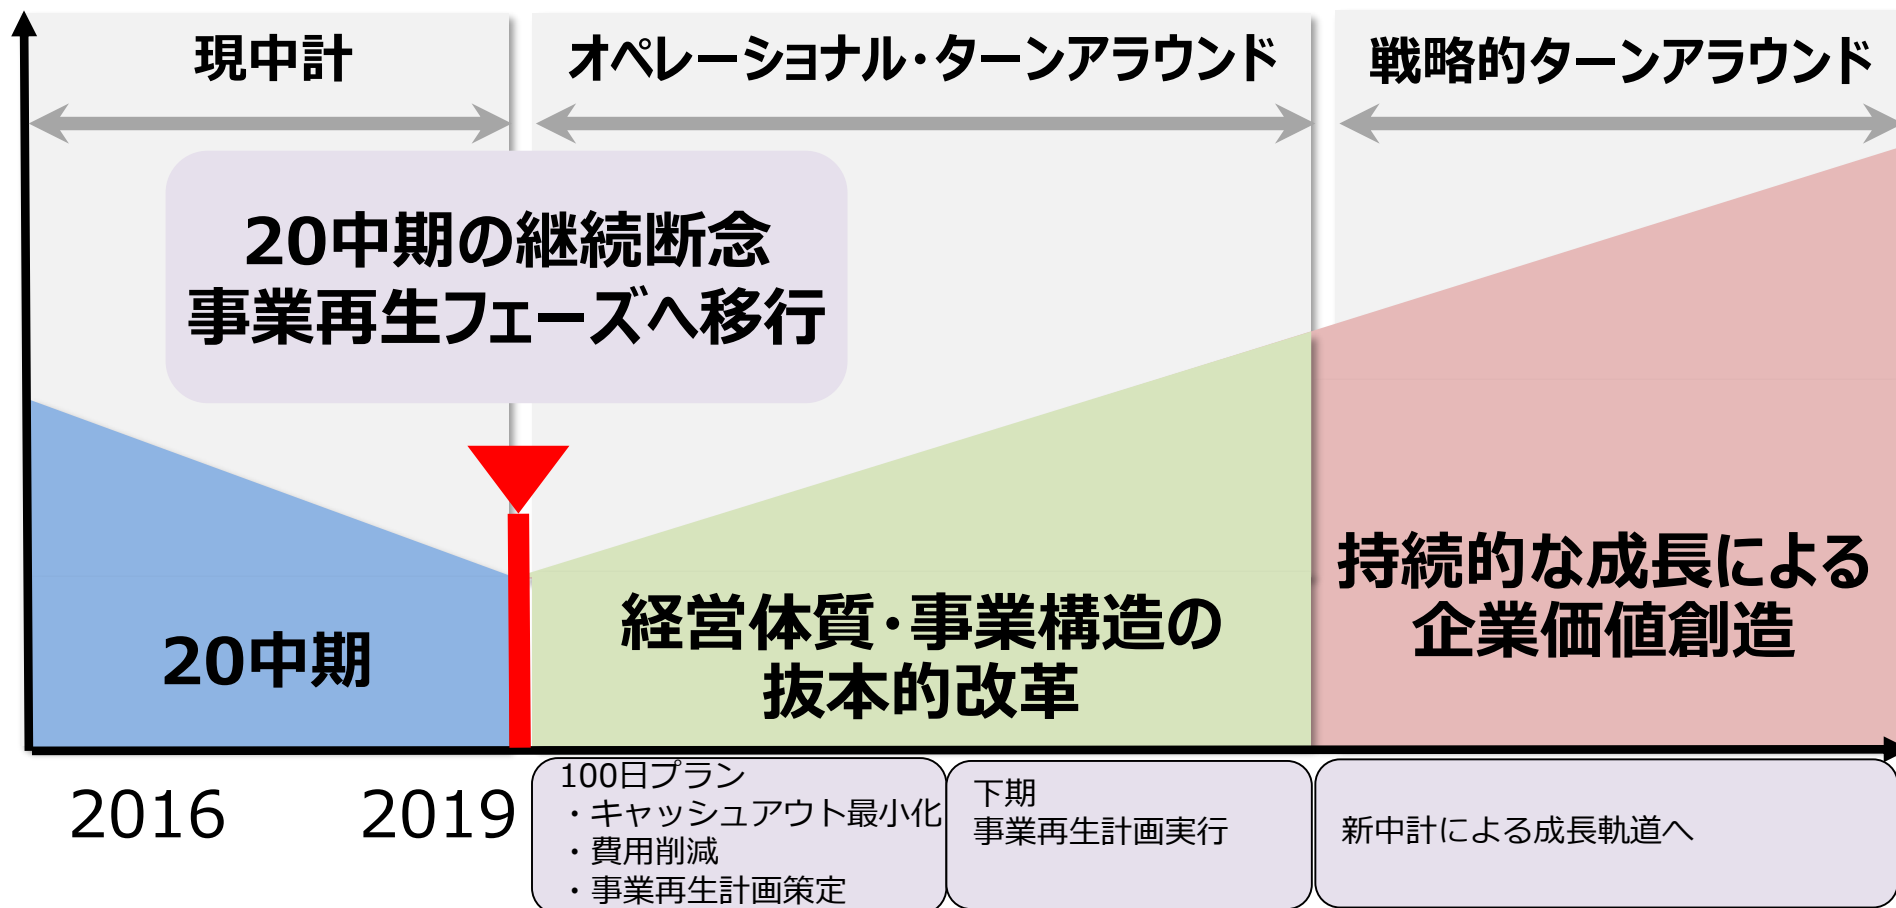 現中計
オペレーショナル・ターンアラウンド
戦略的ターンアラウンド
20中期の継続断念
事業再生フェーズへ移行
20中期
経営体質・事業構造の
抜本的改革
持続的な成長による
企業価値創造
2016
2019
100日プラン
・キャッシュアウト最小化
・費用削減
・事業再生計画策定
下期
事業再生計画実行
新中計による成長軌道へ